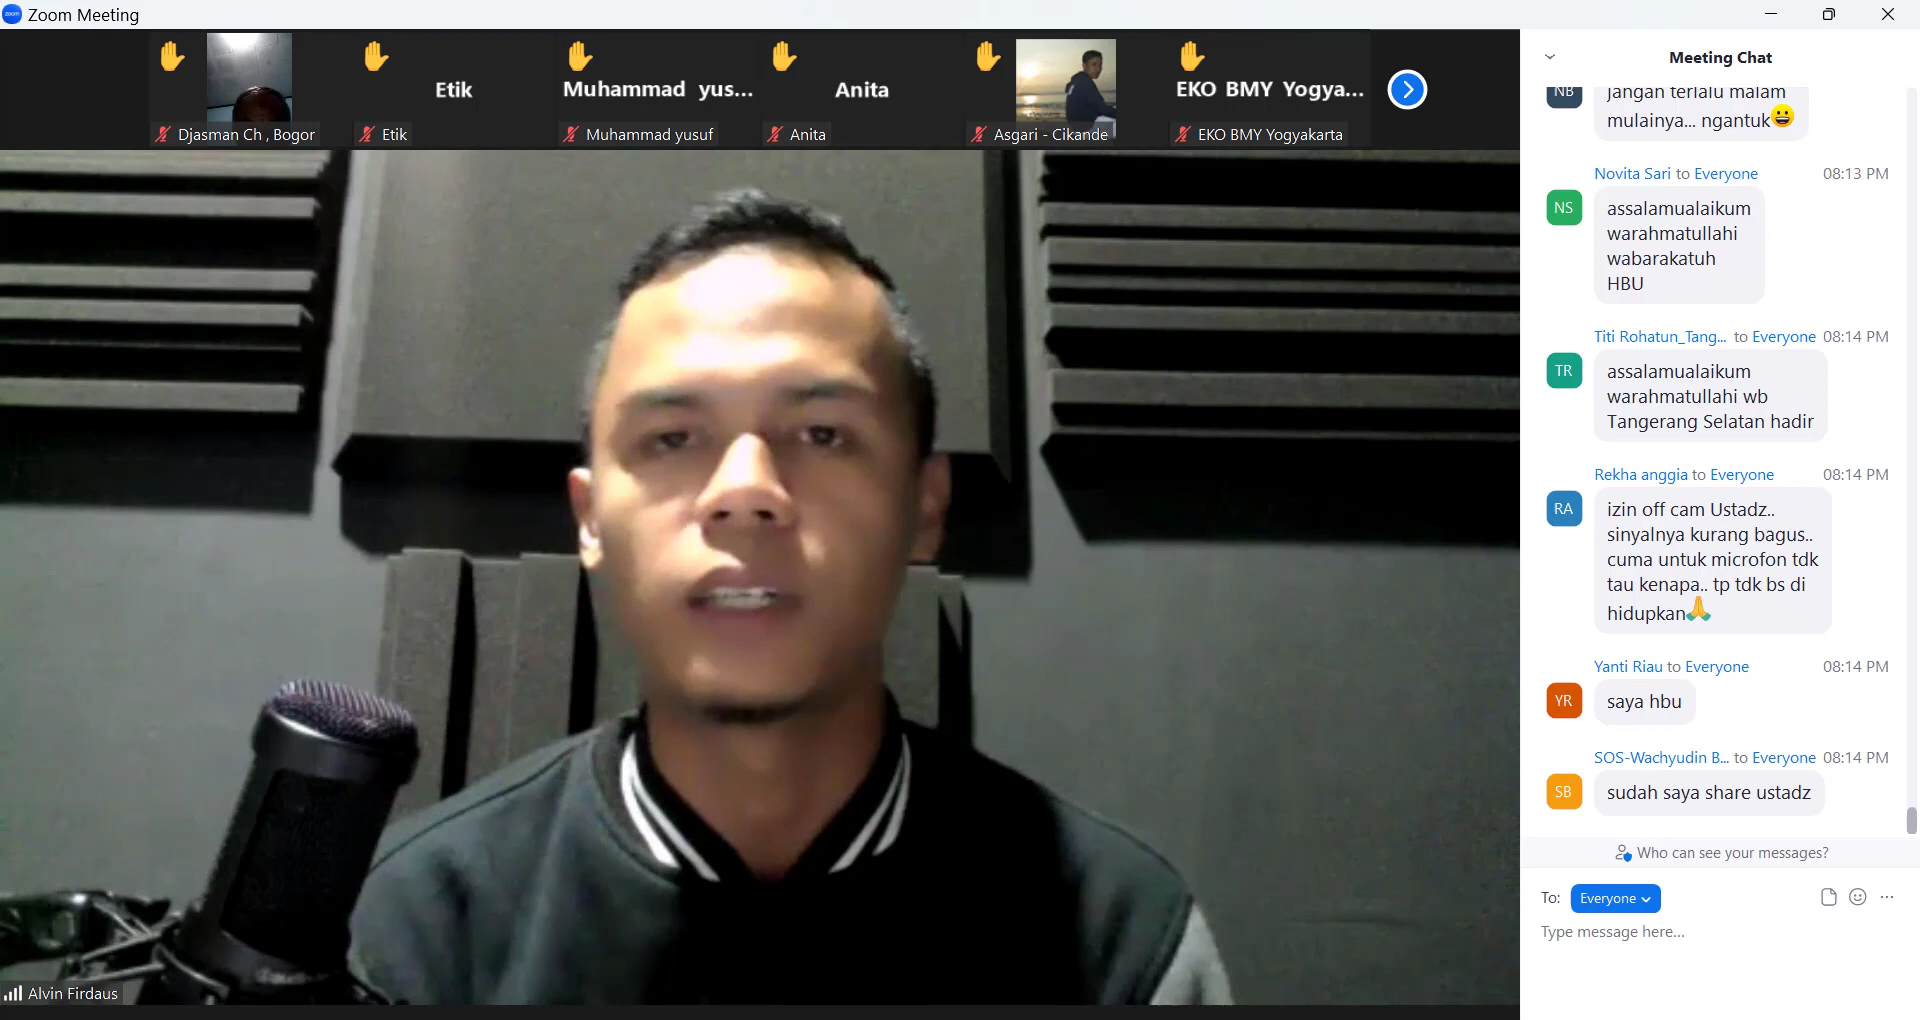 Zoom Meeting
Etik
Muhammad yus...
Anita
EKO BMY Yogya...
Djasman Ch , Bogor
Etik
Muhammad yusuf
Anita
Asgari - Cikande
EKO BMY Yogyakarta
Alvin Firdaus
Meeting Chat
NB
jangan terlalu malam
mulainya... ngantuk😀
Novita Sari to Everyone 08:13 PM
NS
assalamualaikum
warahmatullahi
wabarakatuh
HBU
Titi Rohatun_Tang... to Everyone 08:14 PM
TR
assalamualaikum
warahmatullahi wb
Tangerang Selatan hadir
Rekha anggia to Everyone 08:14 PM
RA
izin off cam Ustadz..
sinyalnya kurang bagus..
cuma untuk microfon tdk
tau kenapa.. tp tdk bs di
hidupkan🙏
Yanti Riau to Everyone 08:14 PM
YR
saya hbu
SOS-Wachyudin B... to Everyone 08:14 PM
SB
sudah saya share ustadz
Who can see your messages?
To: Everyone
Type message here...